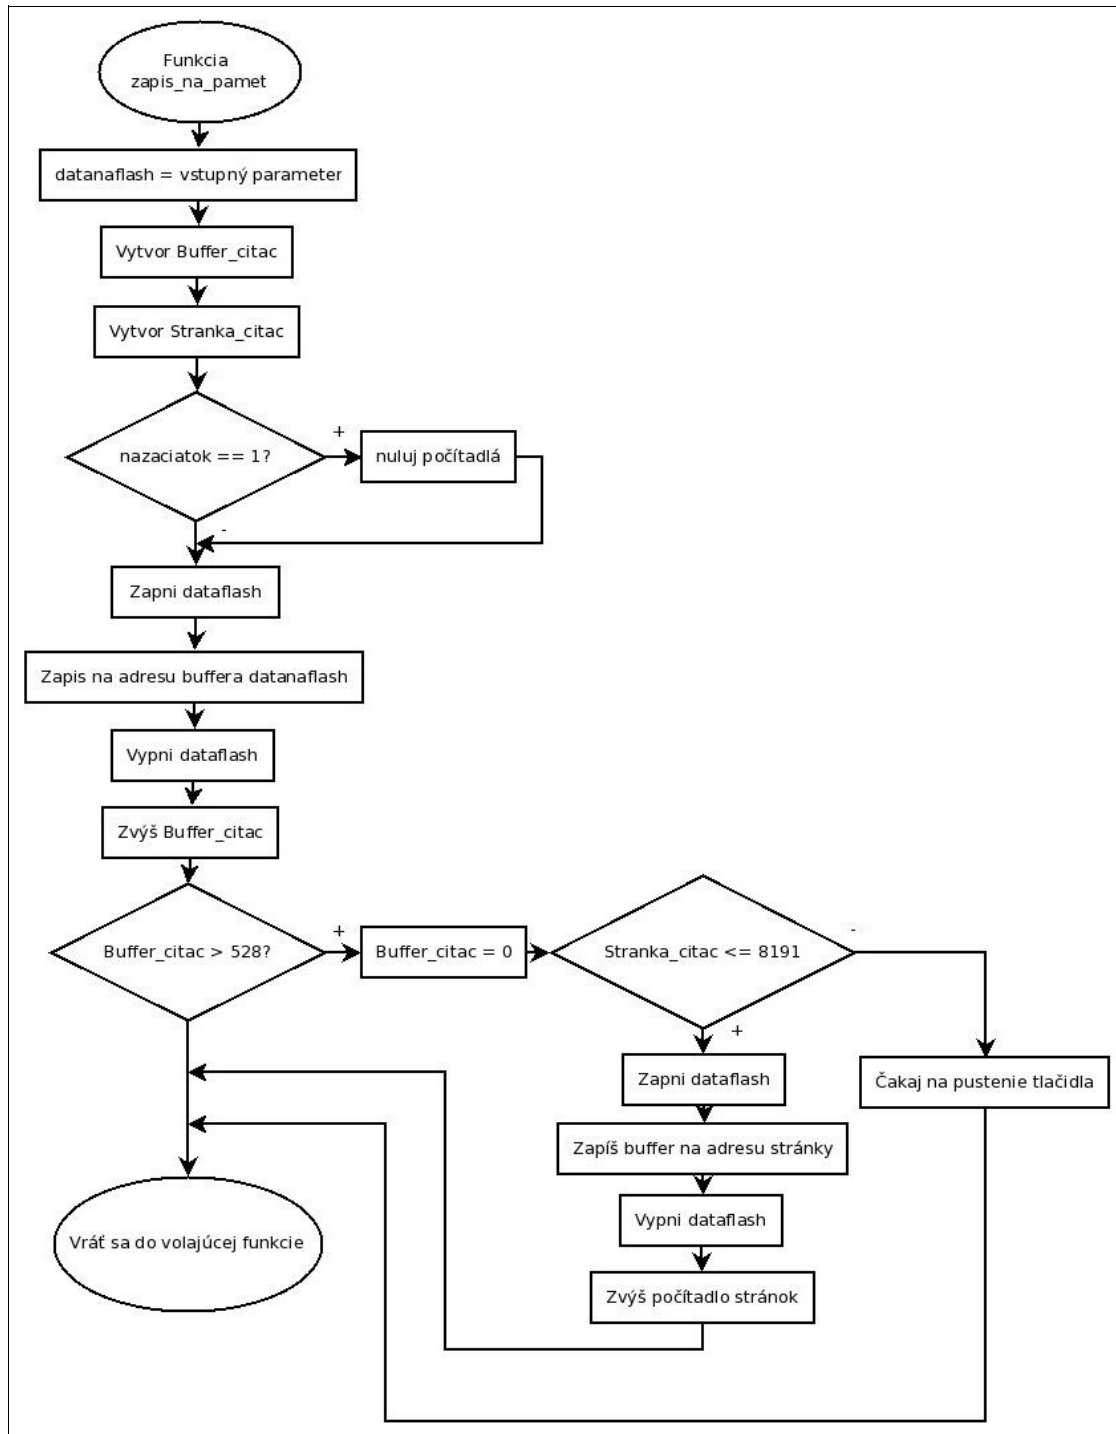 Funkcia
zapis_na_pamet
datanaflash = vstupný parameter
Vytvor Buffer_citac
Vytvor Stranka_citac
nazaciatok == 1?
+
nuluj počítadlá
-
Zapni dataflash
Zapis na adresu buffera datanaflash
Vypni dataflash
Zvýš Buffer_citac
Buffer_citac > 528?
+
Buffer_citac = 0
Stranka_citac <= 8191
-
+
Zapni dataflash
Čakaj na pustenie tlačidla
Zapíš buffer na adresu stránky
Vypni dataflash
Zvýš počítadlo stránok
Vráť sa do volajúcej funkcie